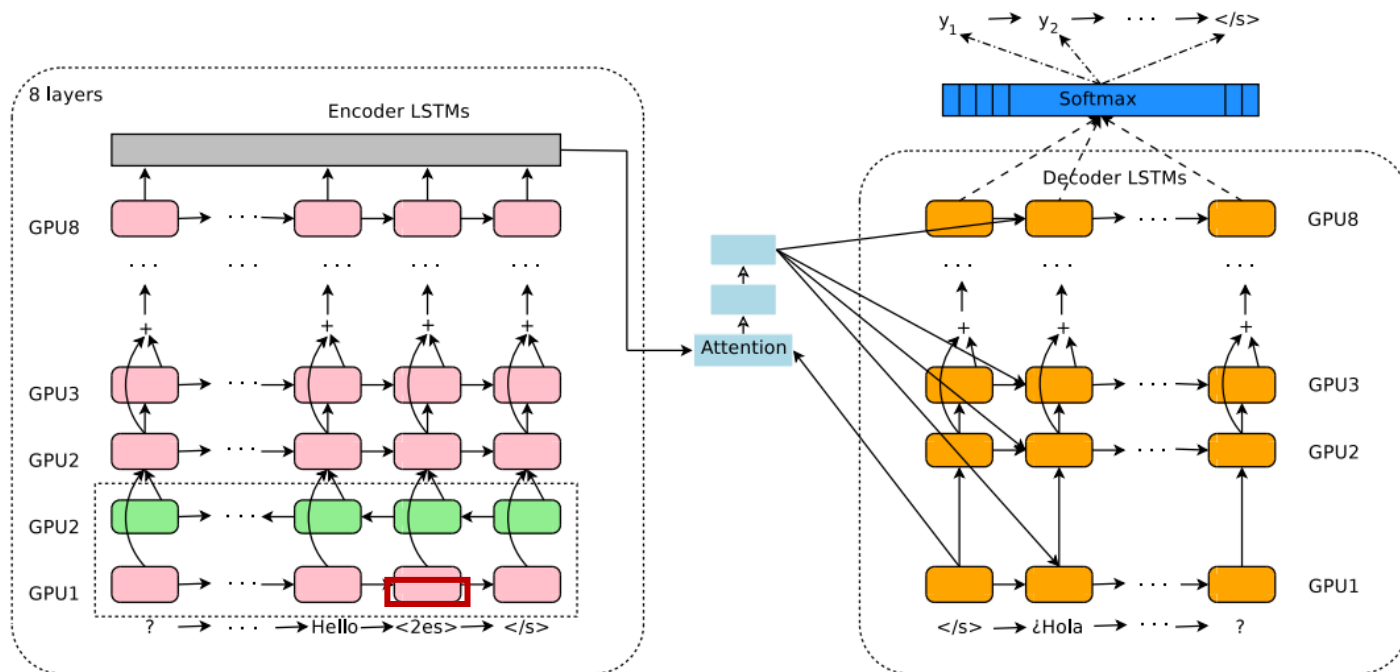 y1 y2 · · · </s>
8 layers
Encoder LSTMs
Softmax
Decoder LSTMs
GPU8
GPU8
· · · · · · · · · · · · · · ·
· · · · · · · · ·
+ + + +
+ + +
Attention
GPU3 · · ·
· · · GPU3
GPU2 · · ·
· · · GPU2
GPU2 · · ·
GPU1 · · ·
· · · GPU1
? · · · Hello <2es> </s>
</s> ¿Hola · · · ?